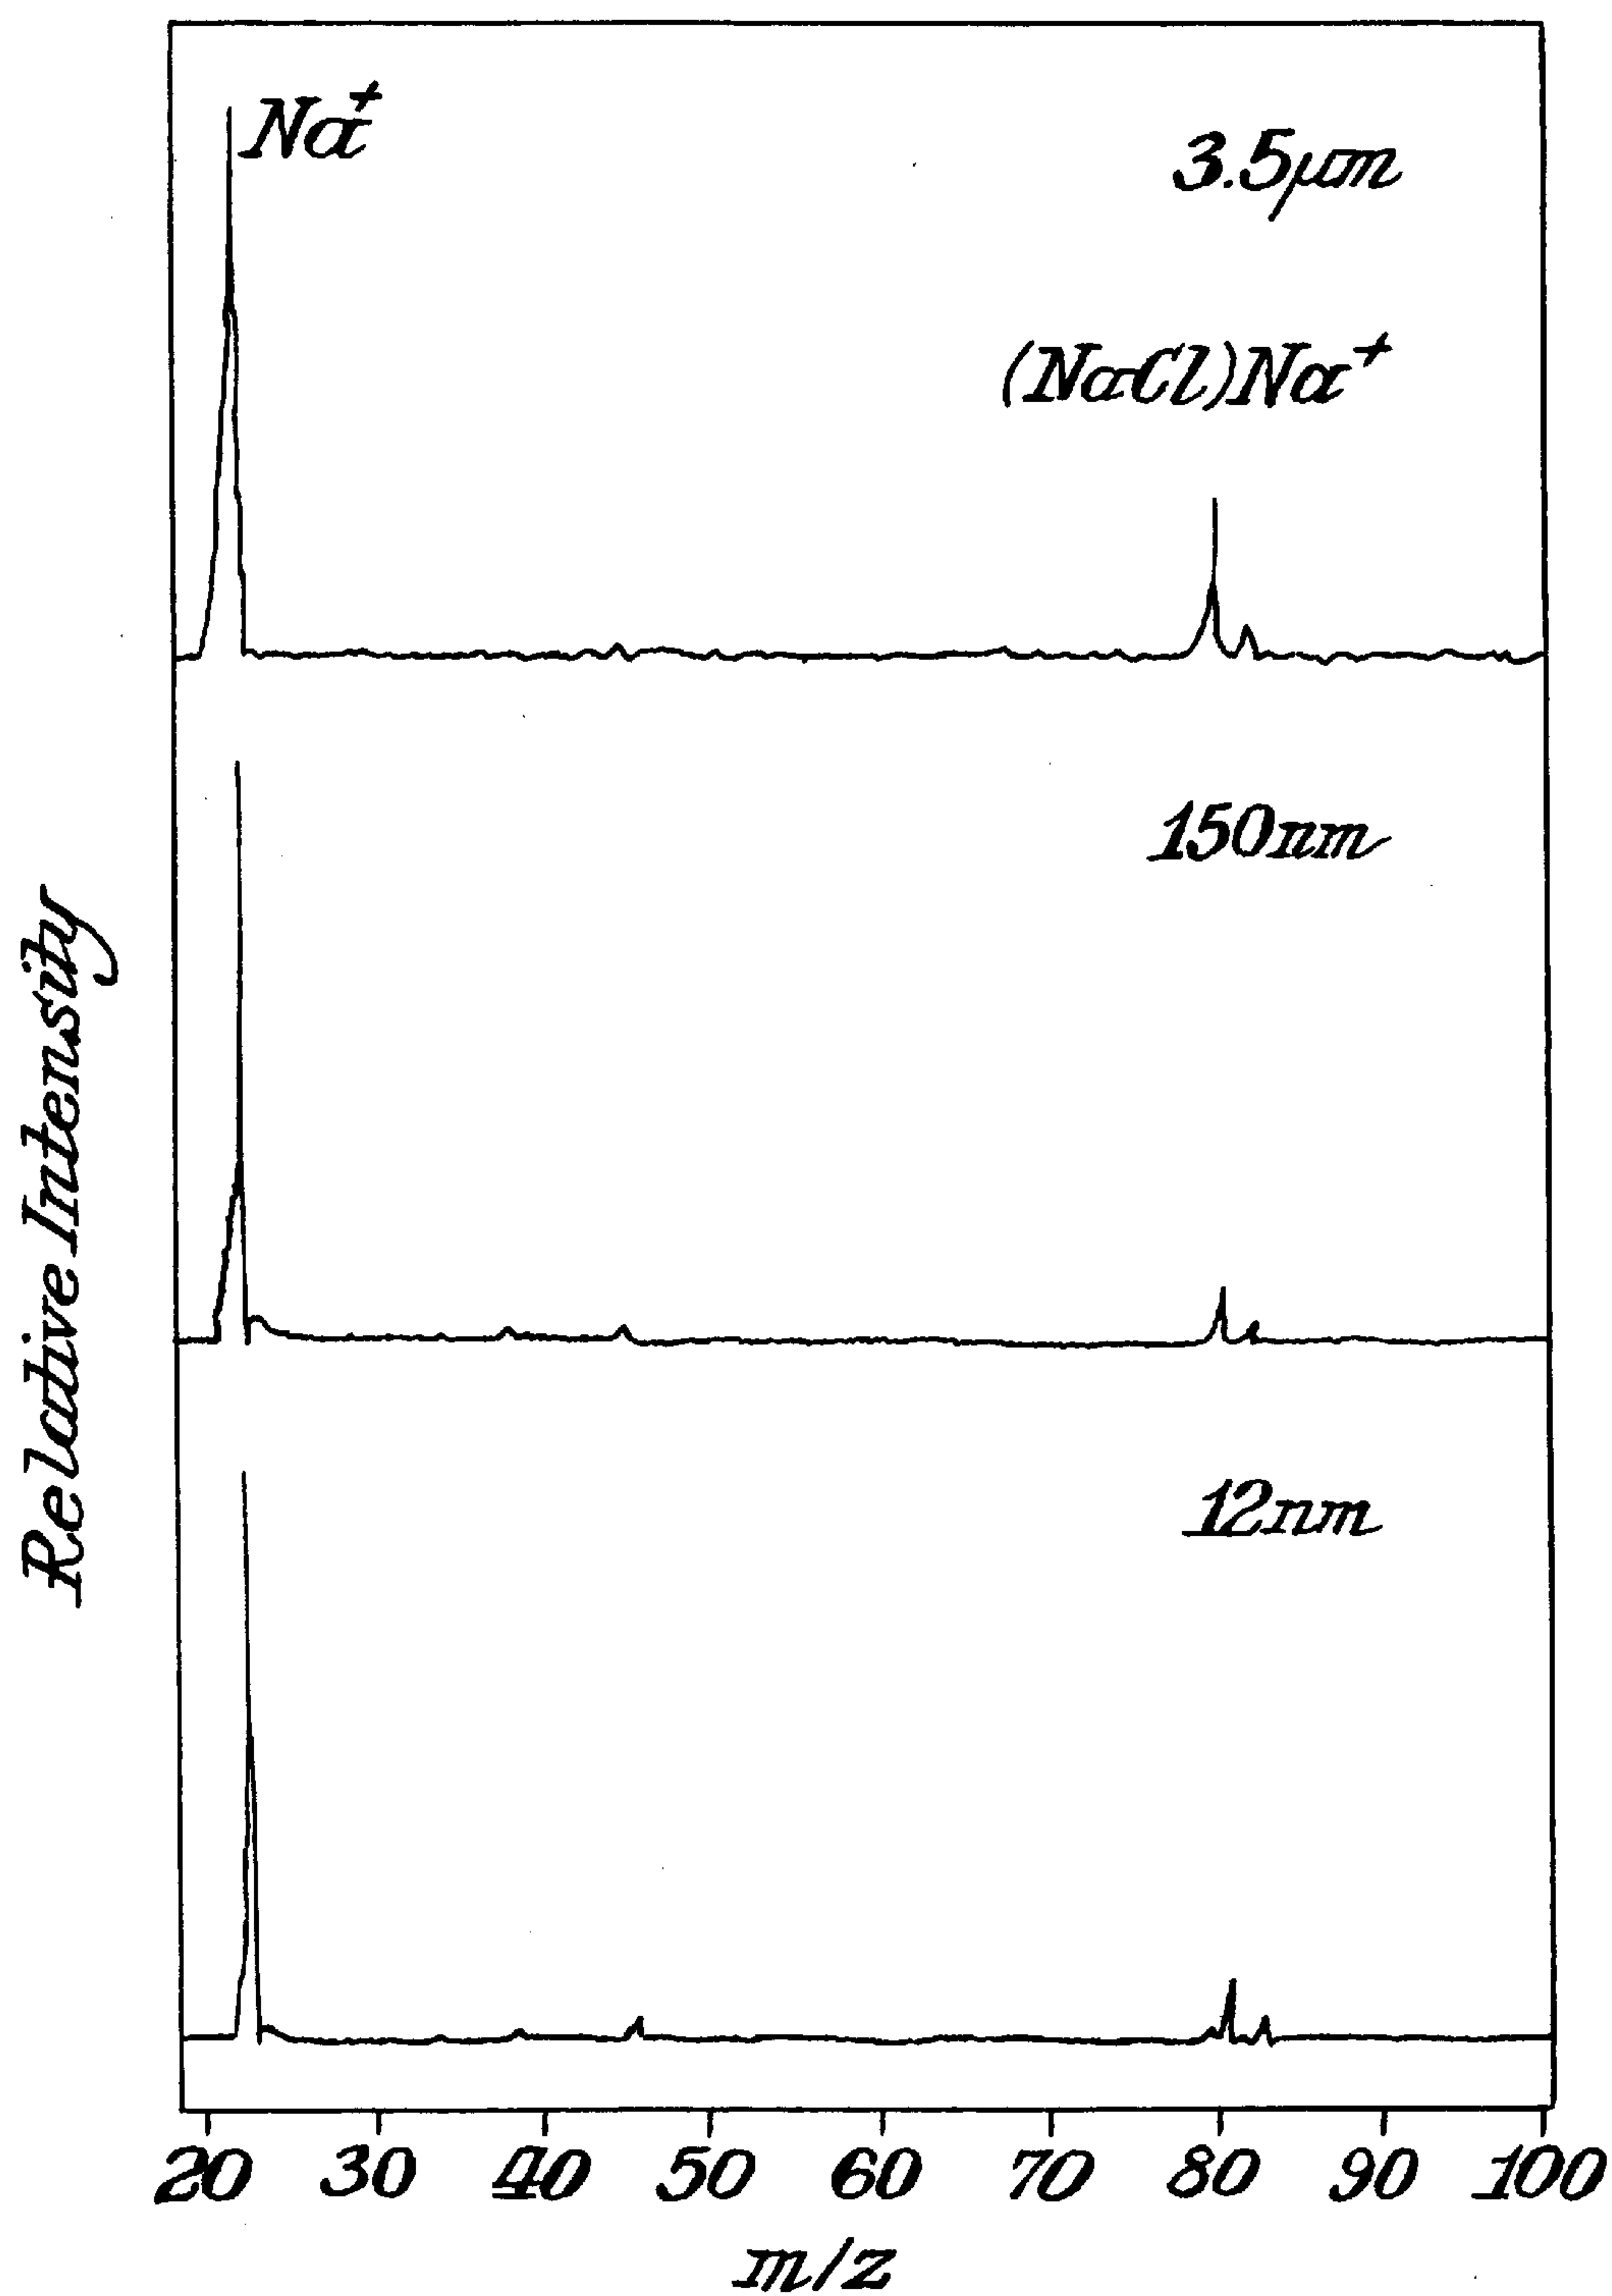 Na+
3.5μm
(NaCl)Na+
150nm
12nm
Relative Intensity
20 30 40 50 60 70 80 90 100
m/z